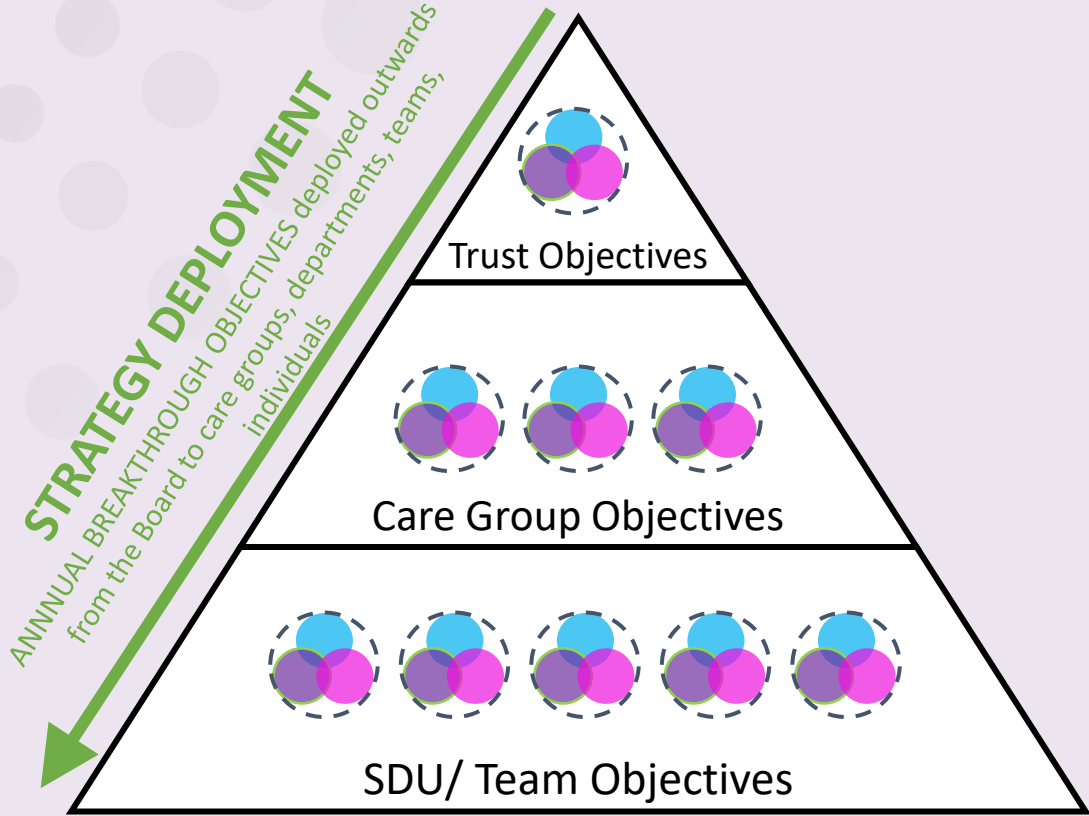 STRATEGY DEPLOYMENT
ANNNUAL BREAKTHROUGH OBJECTIVES deployed outwards
from the Board to care groups, departments, teams,
individuals
Trust Objectives
Care Group Objectives
SDU/ Team Objectives